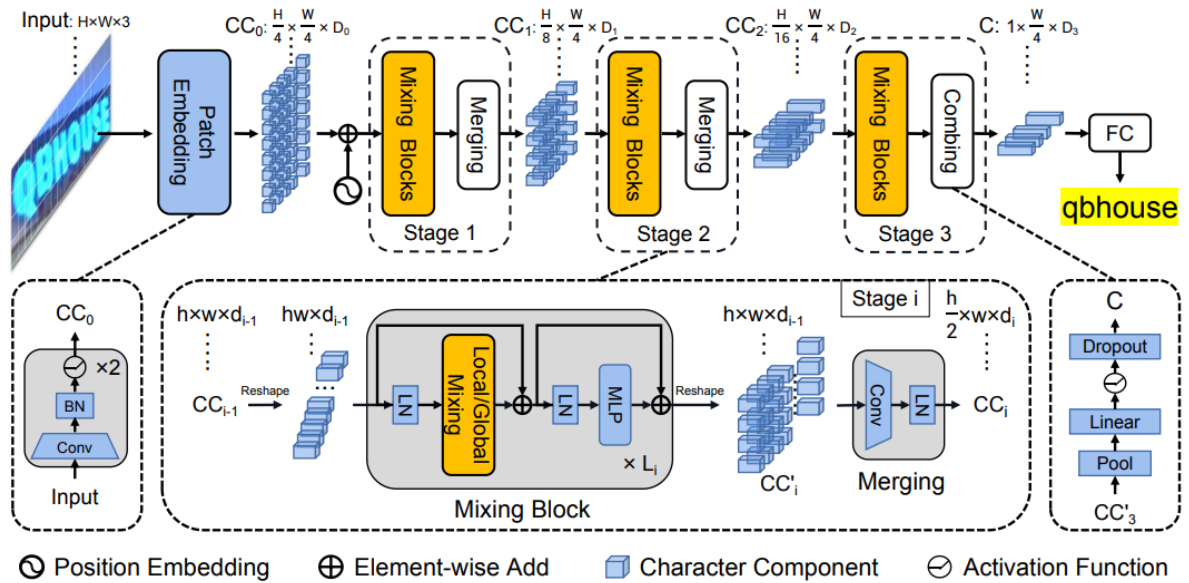 Input: H×W×3
CC₀: H/4 × W/4 × D₀
CC₁: H/8 × W/4 × D₁
CC₂: H/16 × W/4 × D₂
C: 1× W/4 × D₃
QBHOUSE
Patch Embedding
Mixing Blocks
Merging
Stage 1
Mixing Blocks
Merging
Stage 2
Mixing Blocks
Combing
Stage 3
FC
qbhouse
CC₀
×2
BN
Conv
Input
h×w×dᵢ₋₁
hw×dᵢ₋₁
CCᵢ₋₁
Reshape
LN
Local/Global
Mixing
LN
MLP
× Lᵢ
Mixing Block
Reshape
h×w×dᵢ₋₁
CC'ᵢ
Stage i
h/2 ×w×dᵢ
Conv
LN
CCᵢ
Merging
C
Dropout
Linear
Pool
CC'₃
Position Embedding
Element-wise Add
Character Component
Activation Function